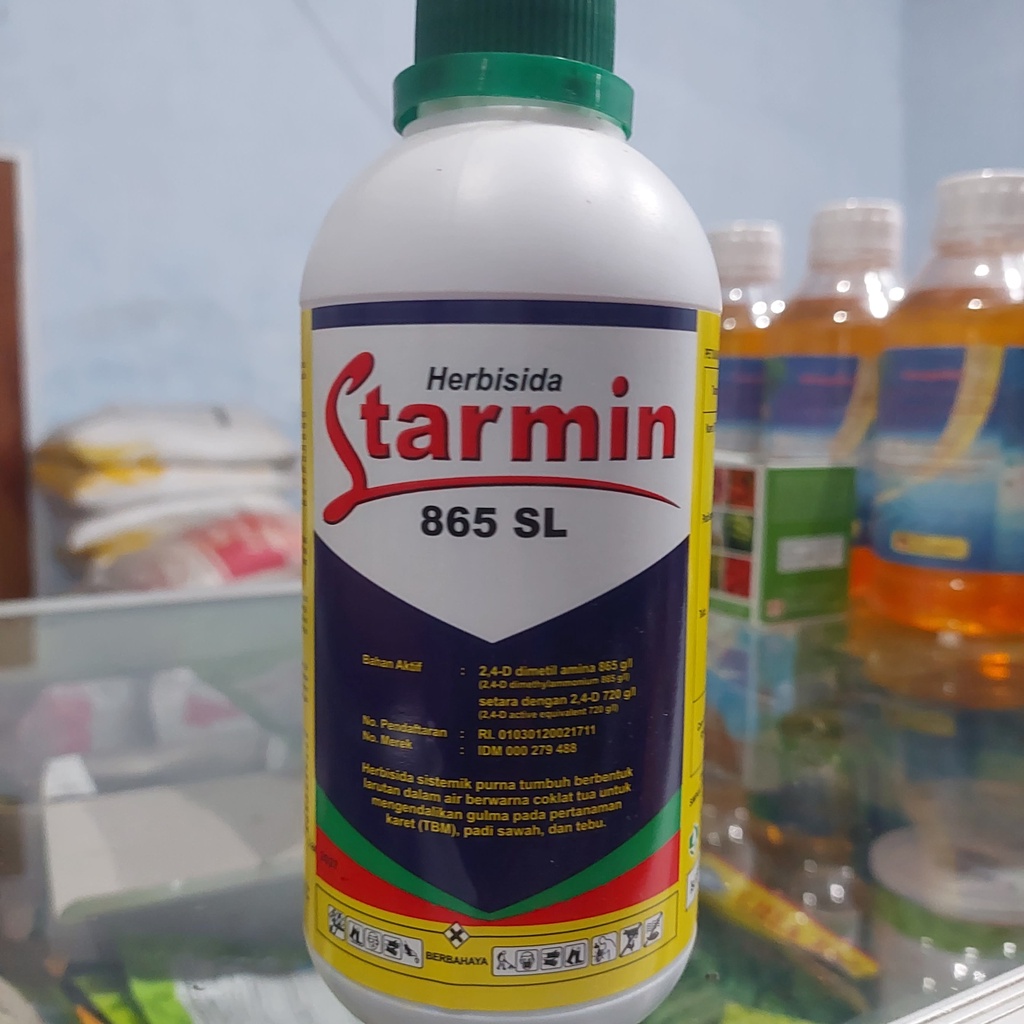 Herbisida
Starmin
865 SL
Bahan Aktif : 2,4-D dimetil amina 865 g/l
(2,4-D dimethylammonium 865 g/l)
setara dengan 2,4-D 720 g/l
(2,4-D active equivalent 720 g/l)
No. Pendaftaran : RI. 01030120021711
No. Merek : IDM 000 279 488
Herbisida sistemik purna tumbuh berbentuk
larutan dalam air berwarna coklat tua untuk
mengendalikan gulma pada pertanaman
karet (TBM), padi sawah, dan tebu.
BERBAHAYA